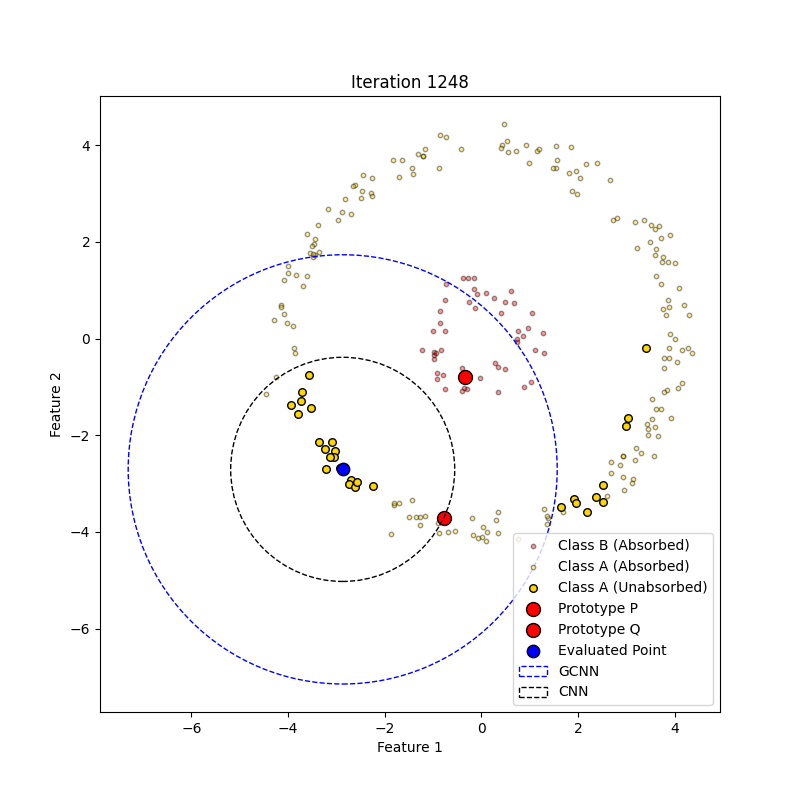 Iteration 1248
4
2
0
−2
−4
−6
Feature 2
Class B (Absorbed)
Class A (Absorbed)
Class A (Unabsorbed)
Prototype P
Prototype Q
Evaluated Point
GCNN
CNN
−6 −4 −2 0 2 4
Feature 1